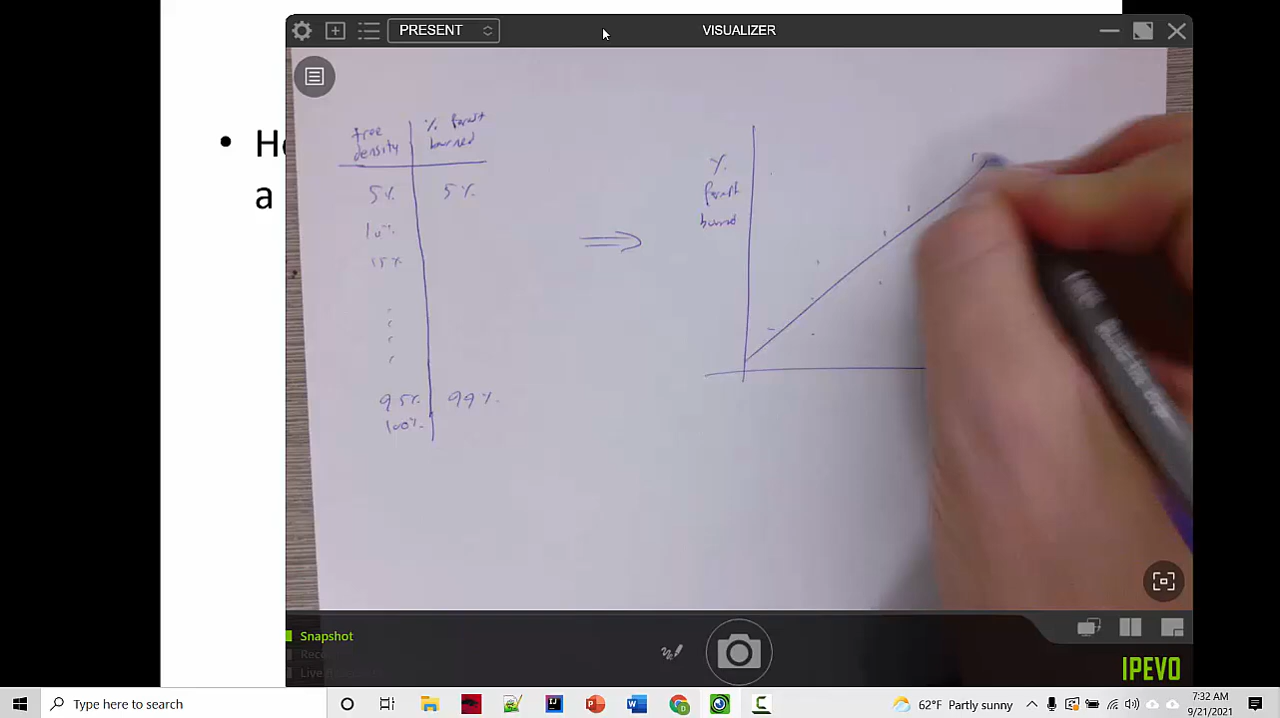 PRESENT
VISUALIZER
• H
a
tree density
% forest burned
5% 5%
10%
15%
95% 99%
100%
%
forest
burned
Snapshot
IPEVO
Type here to search
62°F Partly sunny
7:32 AM
9/21/2021